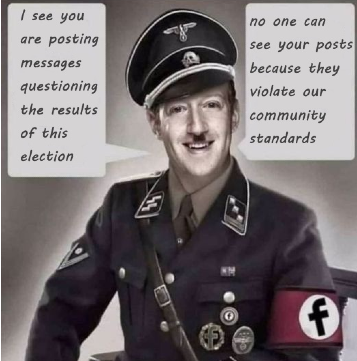 I see you
are posting
messages
questioning
the results
of this
election
no one can
see your posts
because they
violate our
community
standards
f